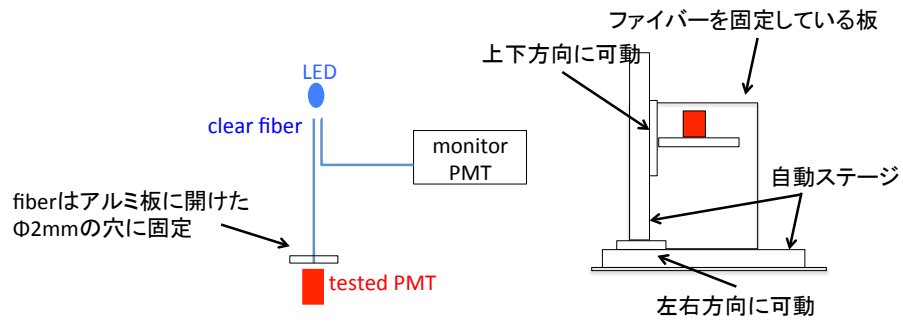 LED
clear fiber
monitor
PMT
fiberはアルミ板に開けた
Φ2mmの穴に固定
tested PMT
ファイバーを固定している板
上下方向に可動
自動ステージ
左右方向に可動